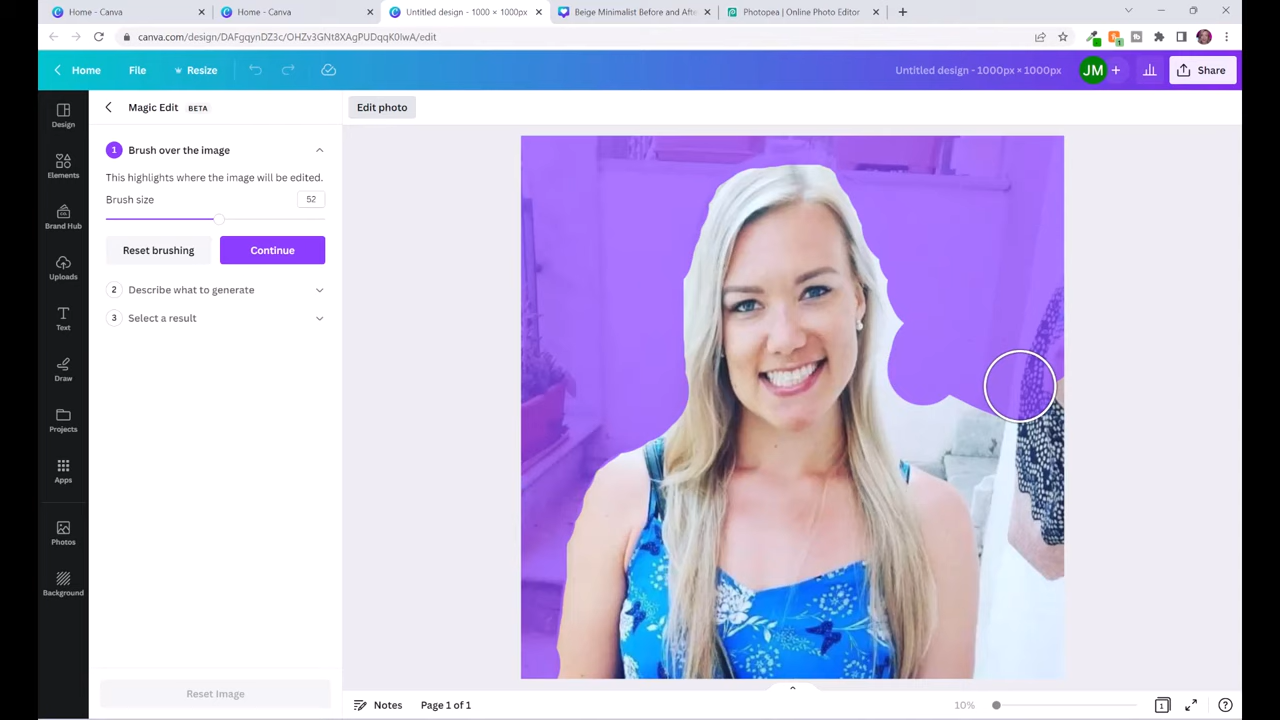 Home - Canva
Home - Canva
Untitled design - 1000 × 1000px
Beige Minimalist Before and Afte
Photopea | Online Photo Editor
canva.com/design/DAFgqynDZ3c/OHZv3GNt8XAgPUDqqK0IwA/edit
Home
File
Resize
Untitled design - 1000px × 1000px
JM
Share
Design
Elements
Brand Hub
Uploads
Text
Draw
Projects
Apps
Photos
Background
Magic Edit BETA
1 Brush over the image
This highlights where the image will be edited.
Brush size 52
Reset brushing
Continue
2 Describe what to generate
3 Select a result
Reset Image
Edit photo
Notes
Page 1 of 1
10%
1